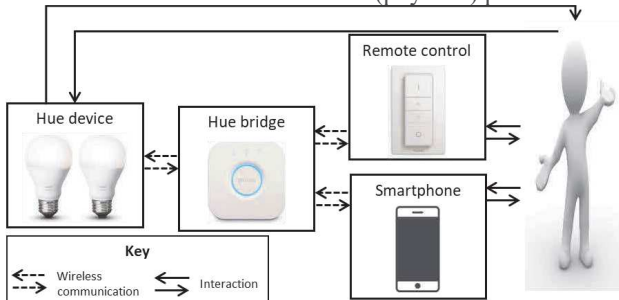 Remote control
Hue device
Hue bridge
Smartphone
Key
Wireless
communication
Interaction